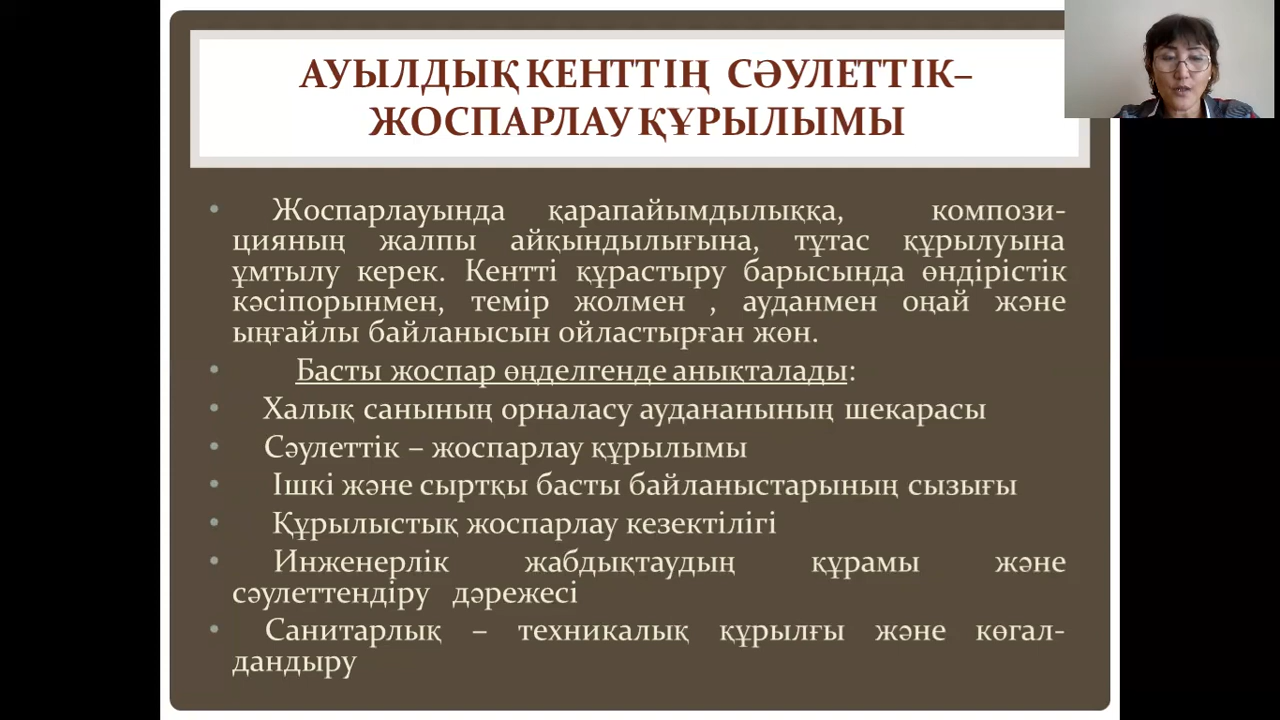 АУЫЛДЫҚ КЕНТТІҢ СӘУЛЕТТІК–
ЖОСПАРЛАУ ҚҰРЫЛЫМЫ
• Жоспарлауында қарапайымдылыққа, компози-
цияның жалпы айқындылығына, тұтас құрылуына
ұмтылу керек. Кентті құрастыру барысында өндірістік
кәсіпорынмен, темір жолмен , ауданмен оңай және
ыңғайлы байланысын ойластырған жөн.
• Басты жоспар өңделгенде анықталады:
• Халық санының орналасу аудананының шекарасы
• Сәулеттік – жоспарлау құрылымы
• Ішкі және сыртқы басты байланыстарының сызығы
• Құрылыстық жоспарлау кезектілігі
• Инженерлік жабдықтаудың құрамы және
сәулеттендіру дәрежесі
• Санитарлық – техникалық құрылғы және көгал-
дандыру